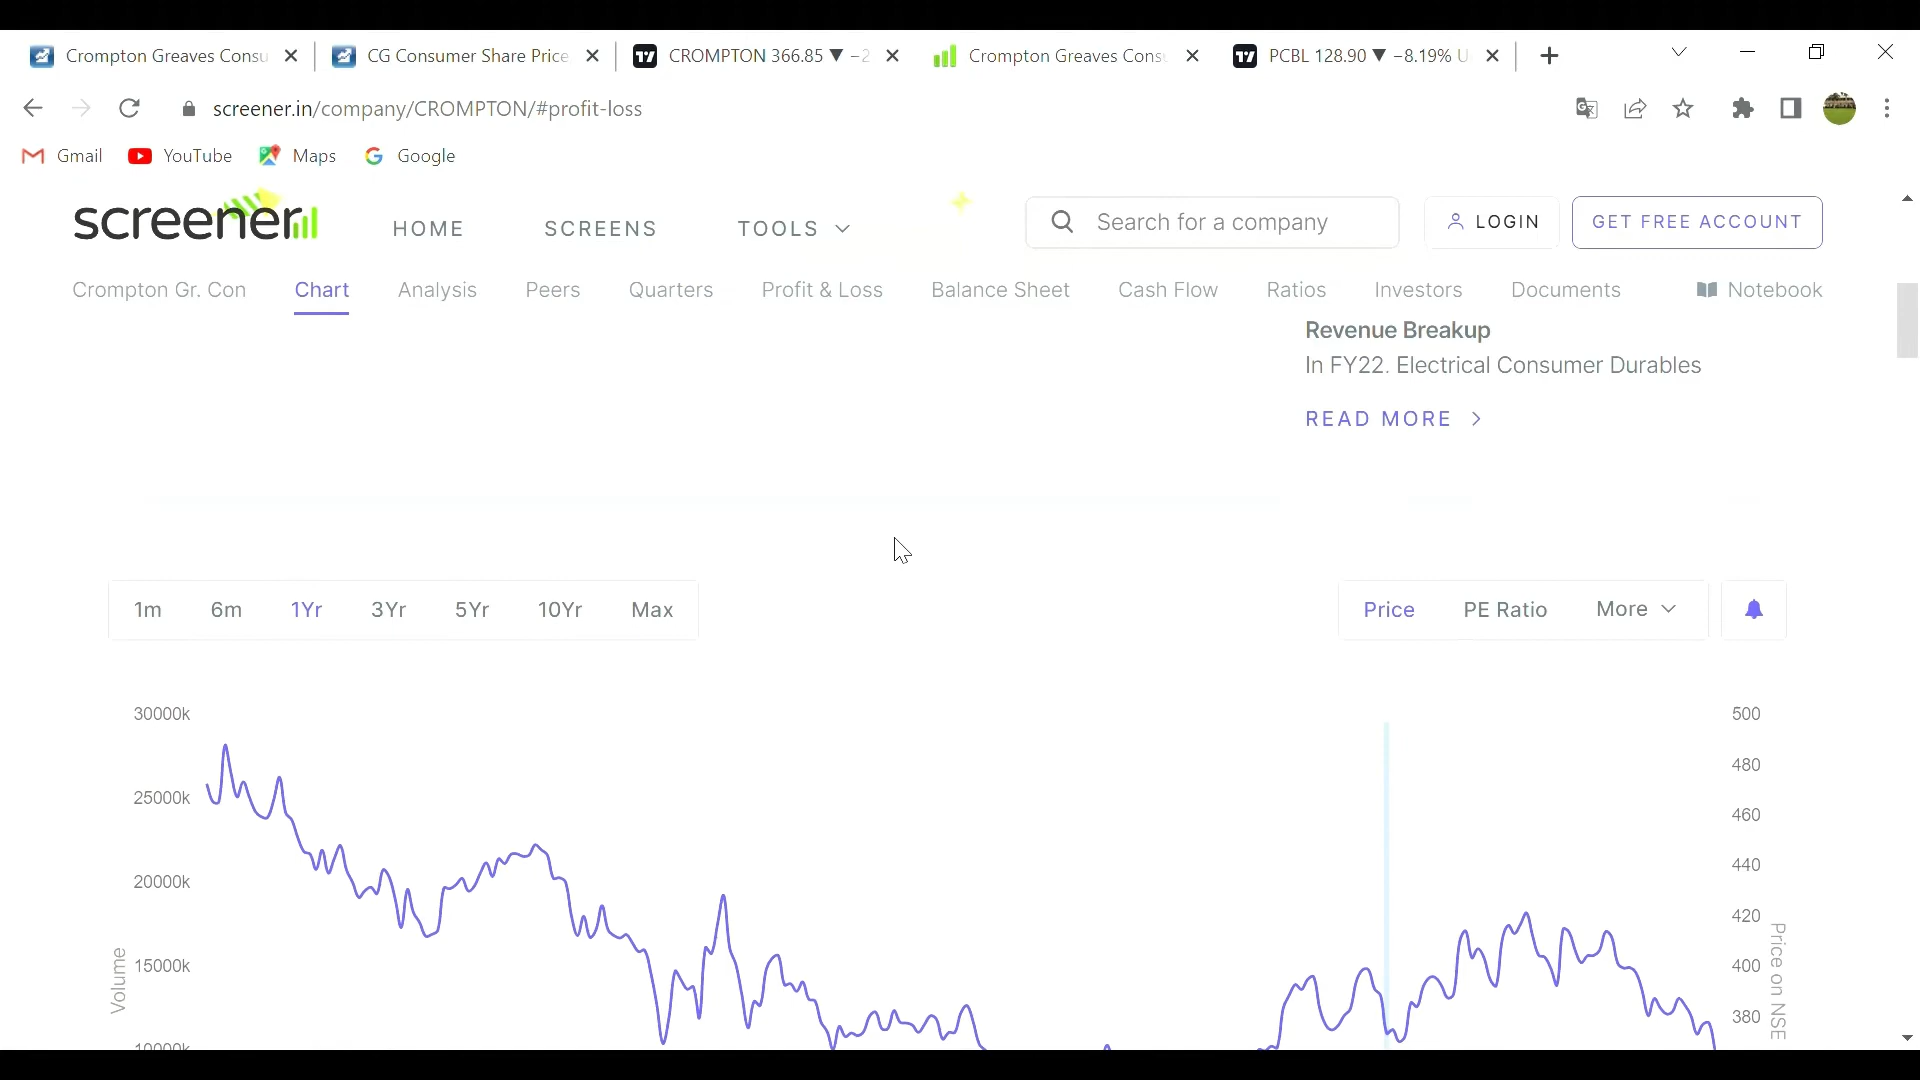 Crompton Greaves Consu
CG Consumer Share Price
CROMPTON 366.85 ▼ −2
Crompton Greaves Cons
PCBL 128.90 ▼ −8.19% U
screener.in/company/CROMPTON/#profit-loss
Gmail
YouTube
Maps
Google
screener
HOME
SCREENS
TOOLS
Search for a company
LOGIN
GET FREE ACCOUNT
Crompton Gr. Con
Chart
Analysis
Peers
Quarters
Profit & Loss
Balance Sheet
Cash Flow
Ratios
Investors
Documents
Notebook
Revenue Breakup
In FY22. Electrical Consumer Durables
READ MORE
1m
6m
1Yr
3Yr
5Yr
10Yr
Max
Price
PE Ratio
More
30000k
25000k
20000k
15000k
10000k
Volume
500
480
460
440
420
400
380
Price on NSE